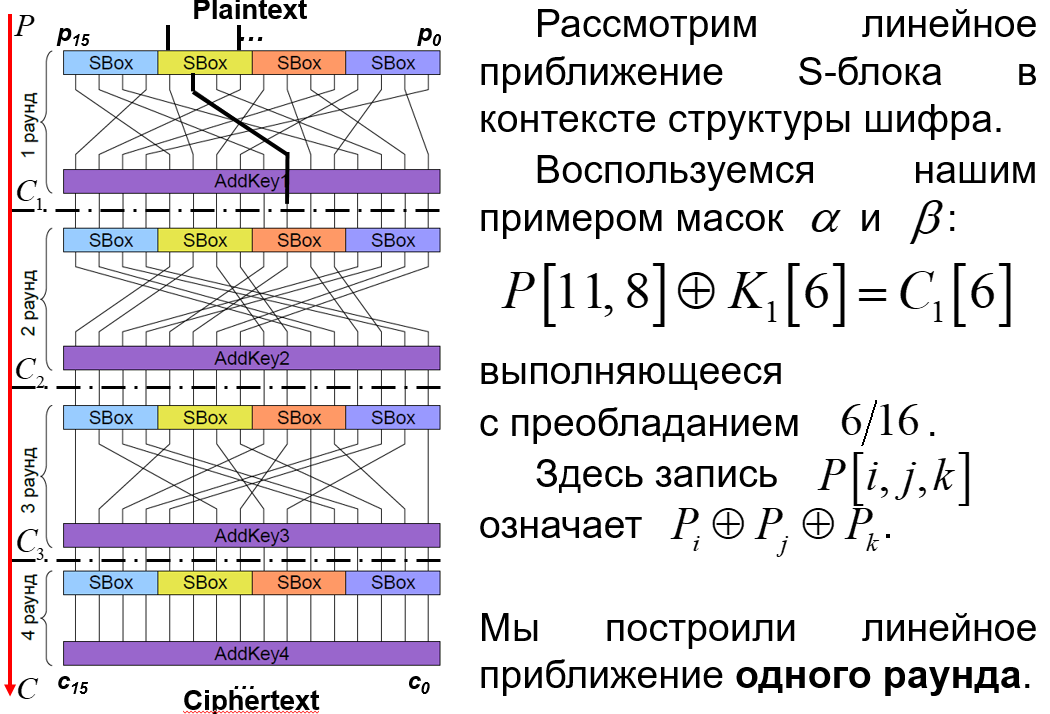 Plaintext
P
p15 ... p0
SBox SBox SBox SBox
1 раунд
AddKey1
C1
SBox SBox SBox SBox
2 раунд
AddKey2
C2
SBox SBox SBox SBox
3 раунд
AddKey3
C3
SBox SBox SBox SBox
4 раунд
AddKey4
C
c15 ... c0
Ciphertext
Рассмотрим линейное
приближение S-блока в
контексте структуры шифра.
Воспользуемся нашим
примером масок α и β:
P[11,8]⊕K₁[6]=C₁[6]
выполняющееся
с преобладанием 6/16.
Здесь запись P[i, j, k]
означает Pᵢ ⊕ Pⱼ ⊕ Pₖ.
Мы построили линейное
приближение одного раунда.